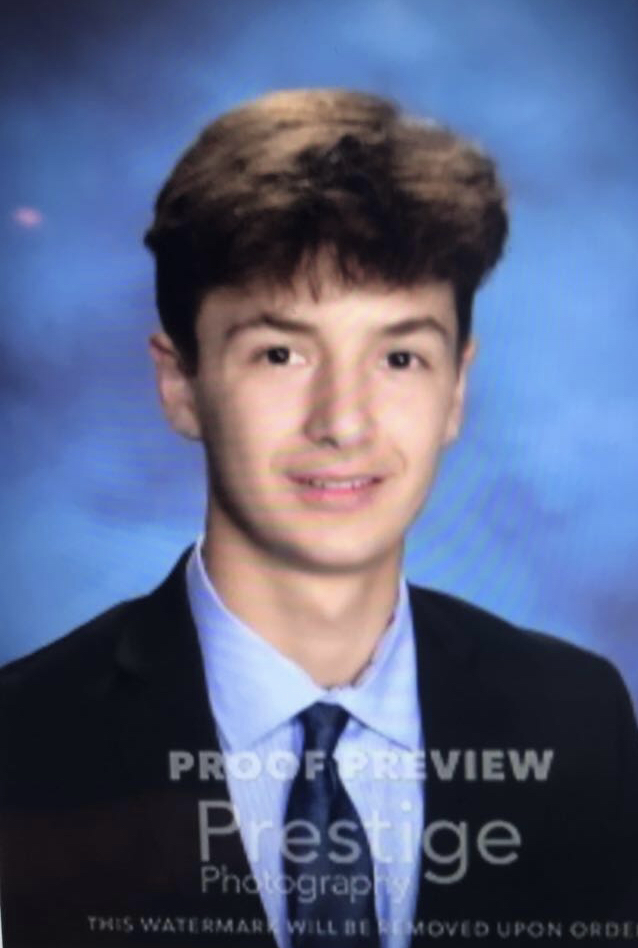 PROOF PREVIEW
Prestige
Photography
THIS WATERMARK WILL BE REMOVED UPON ORDE